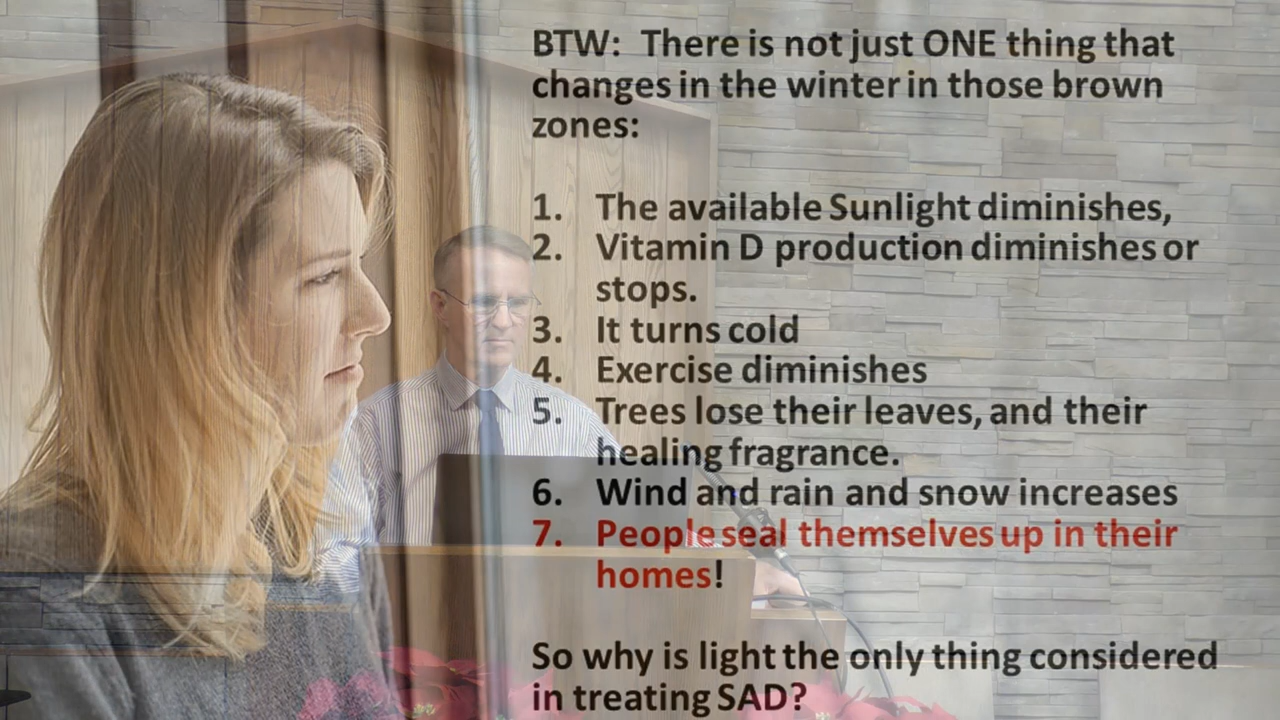 BTW: There is not just ONE thing that
changes in the winter in those brown
zones:
1. The available Sunlight diminishes,
2. Vitamin D production diminishes or
stops.
3. It turns cold
4. Exercise diminishes
5. Trees lose their leaves, and their
healing fragrance.
6. Wind and rain and snow increases
7. People seal themselves up in their
homes!
So why is light the only thing considered
in treating SAD?